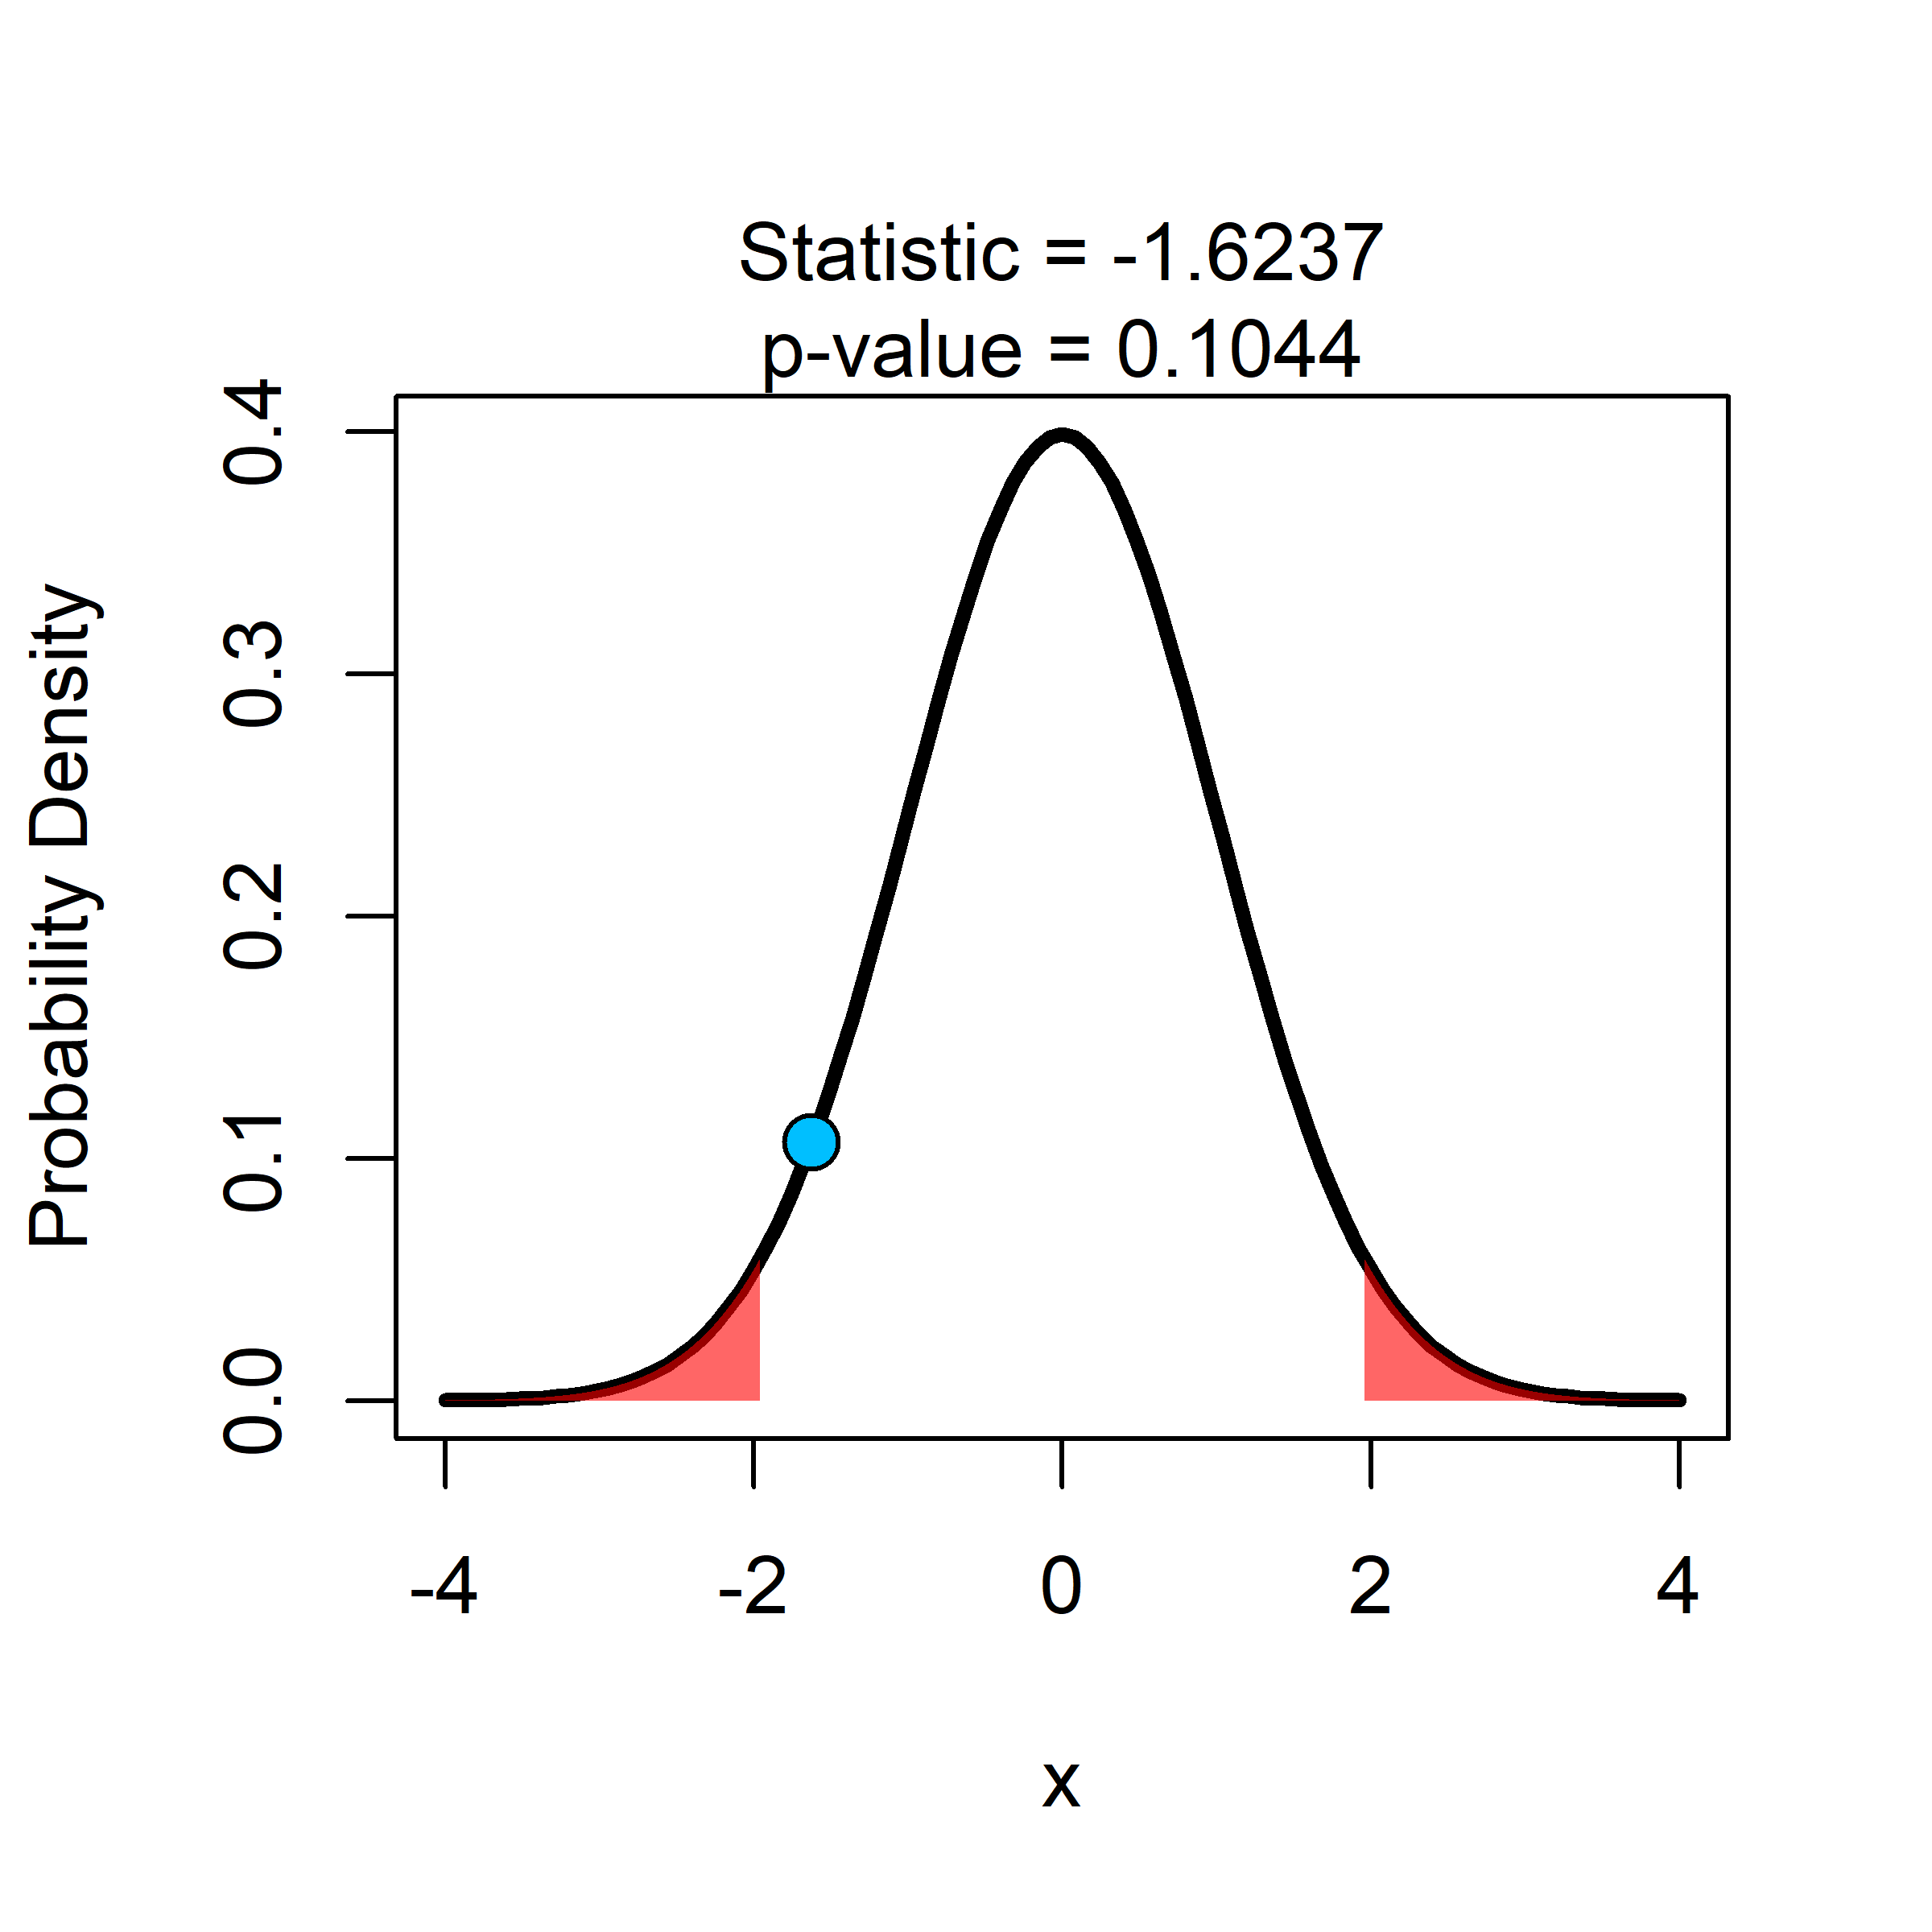 Statistic = -1.6237
p-value = 0.1044
0.4
0.3
0.2
0.1
0.0
Probability Density
-4 -2 0 2 4
x